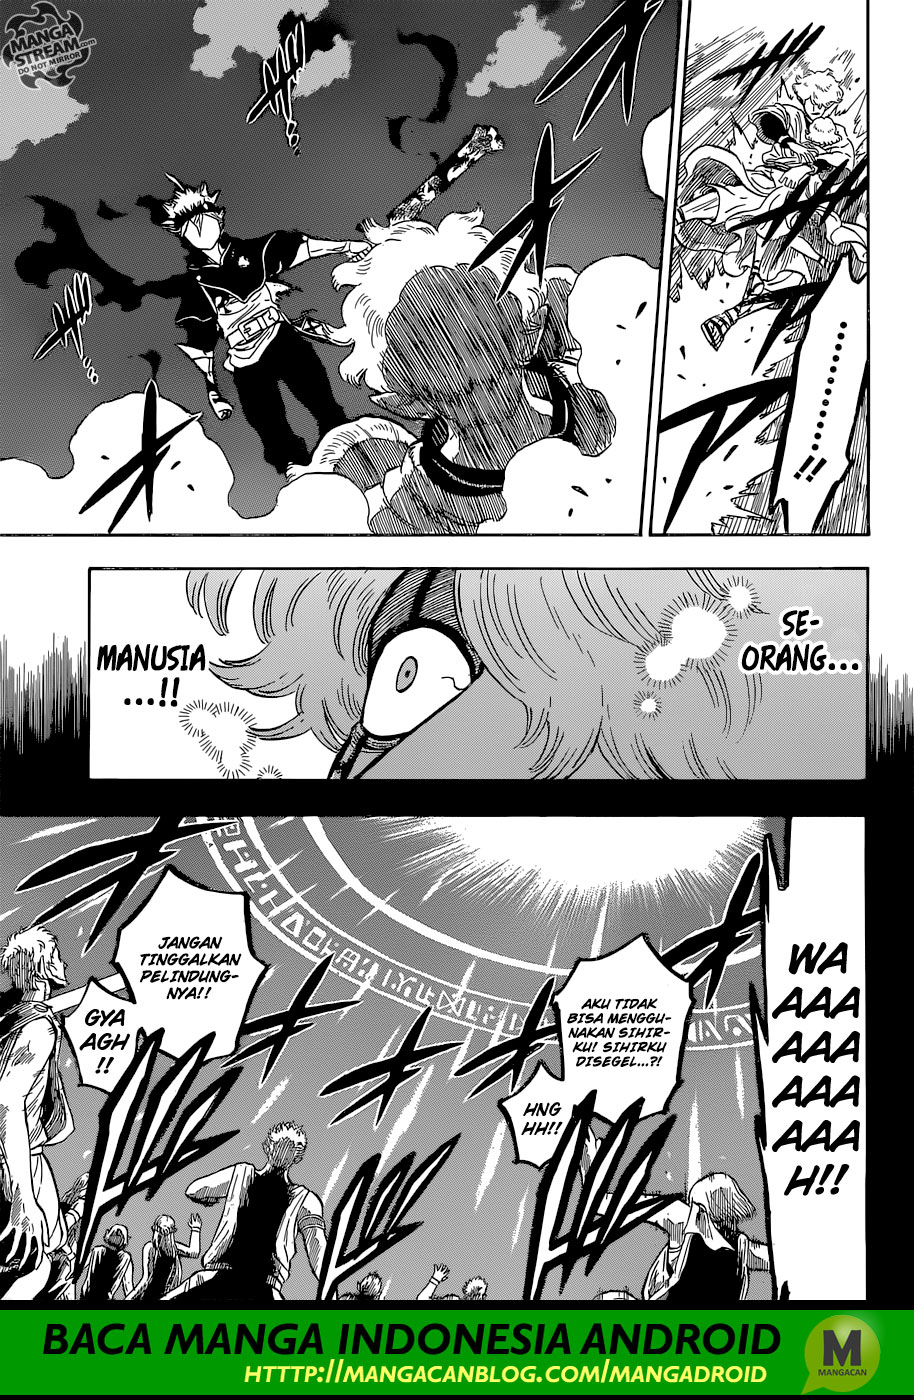 MANGA
STREAM.com
DO NOT MIRROR
.........!!
SE-
ORANG...
MANUSIA
...!!
WA
AAA
AAA
AAA
AAA
H!!
AKU TIDAK
BISA MENGGU-
NAKAN SIHIR-
KU! SIHIRKU
DISEGEL...?!
HNG
HH!!
JANGAN
TINGGALKAN
PELINDUNG-
NYA!!
GYA
AGH
!!
BACA MANGA INDONESIA ANDROID
HTTTP://MANGACANBLOG.COM/MANGADROID
M
MANGACAN